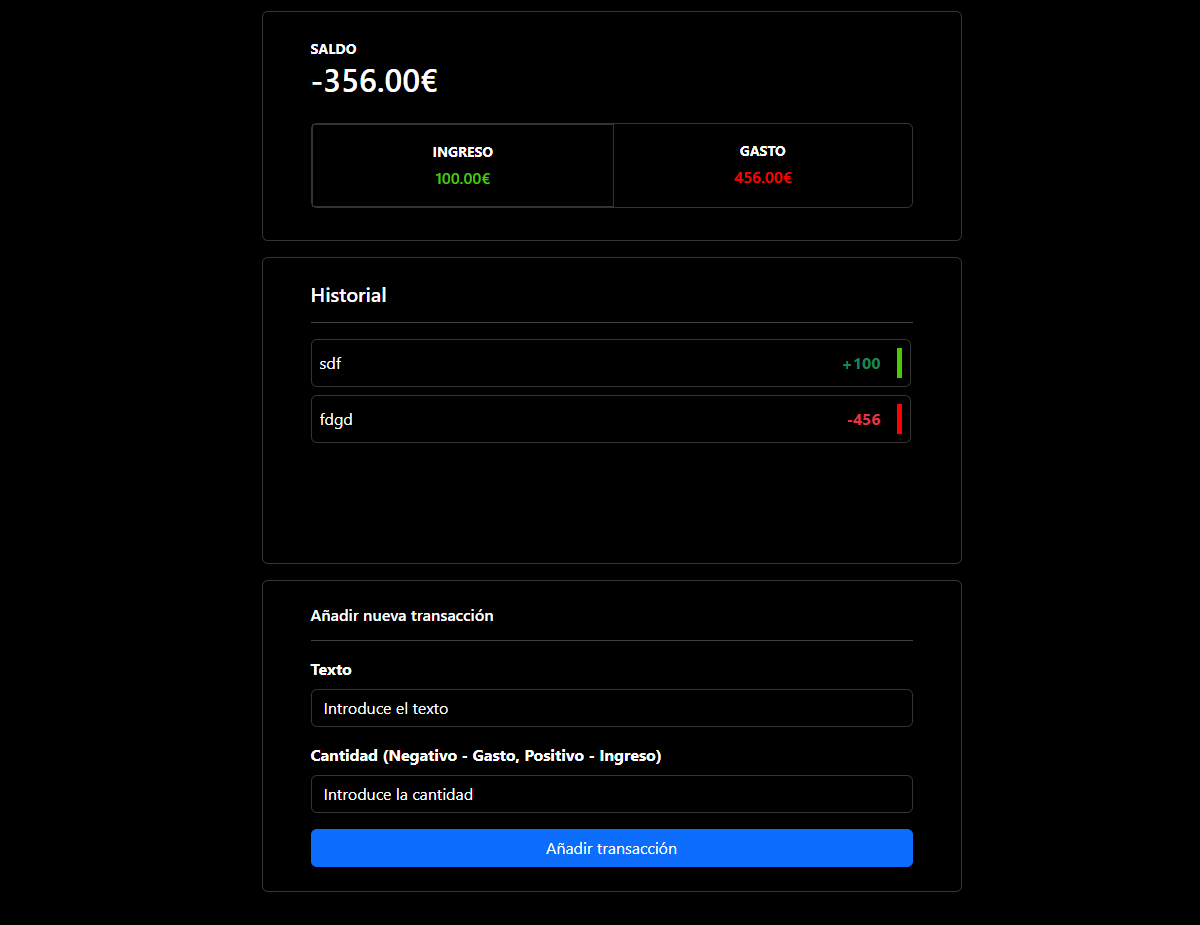 SALDO
-356.00€
INGRESO
100.00€
GASTO
456.00€
Historial
sdf +100
fdgd -456
Añadir nueva transacción
Texto
Introduce el texto
Cantidad (Negativo - Gasto, Positivo - Ingreso)
Introduce la cantidad
Añadir transacción